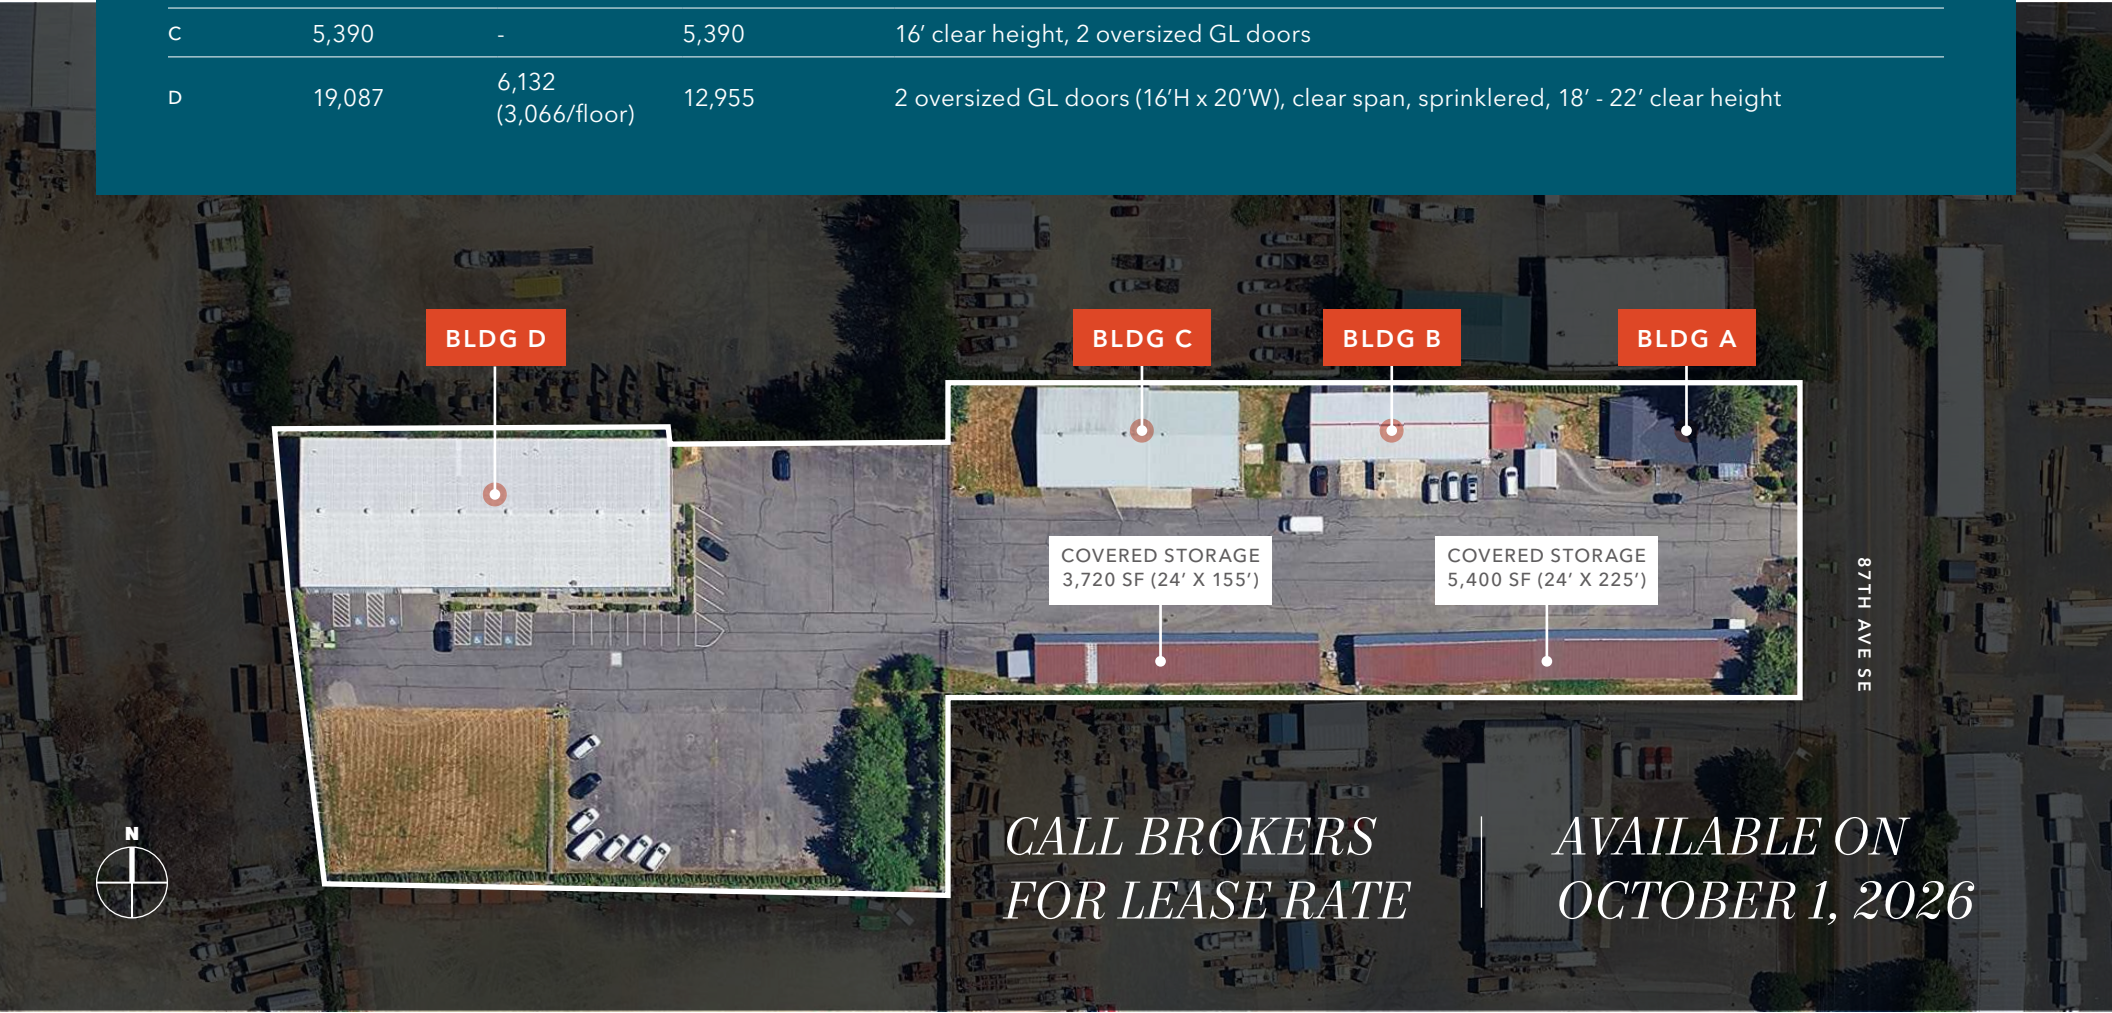 C 5,390 - 5,390 16’ clear height, 2 oversized GL doors
D 19,087 6,132 (3,066/floor) 12,955 2 oversized GL doors (16’H x 20’W), clear span, sprinklered, 18’ - 22’ clear height
BLDG D
BLDG C
BLDG B
BLDG A
COVERED STORAGE
3,720 SF (24’ X 155’)
COVERED STORAGE
5,400 SF (24’ X 225’)
87TH AVE SE
N
CALL BROKERS
FOR LEASE RATE
AVAILABLE ON
OCTOBER 1, 2026